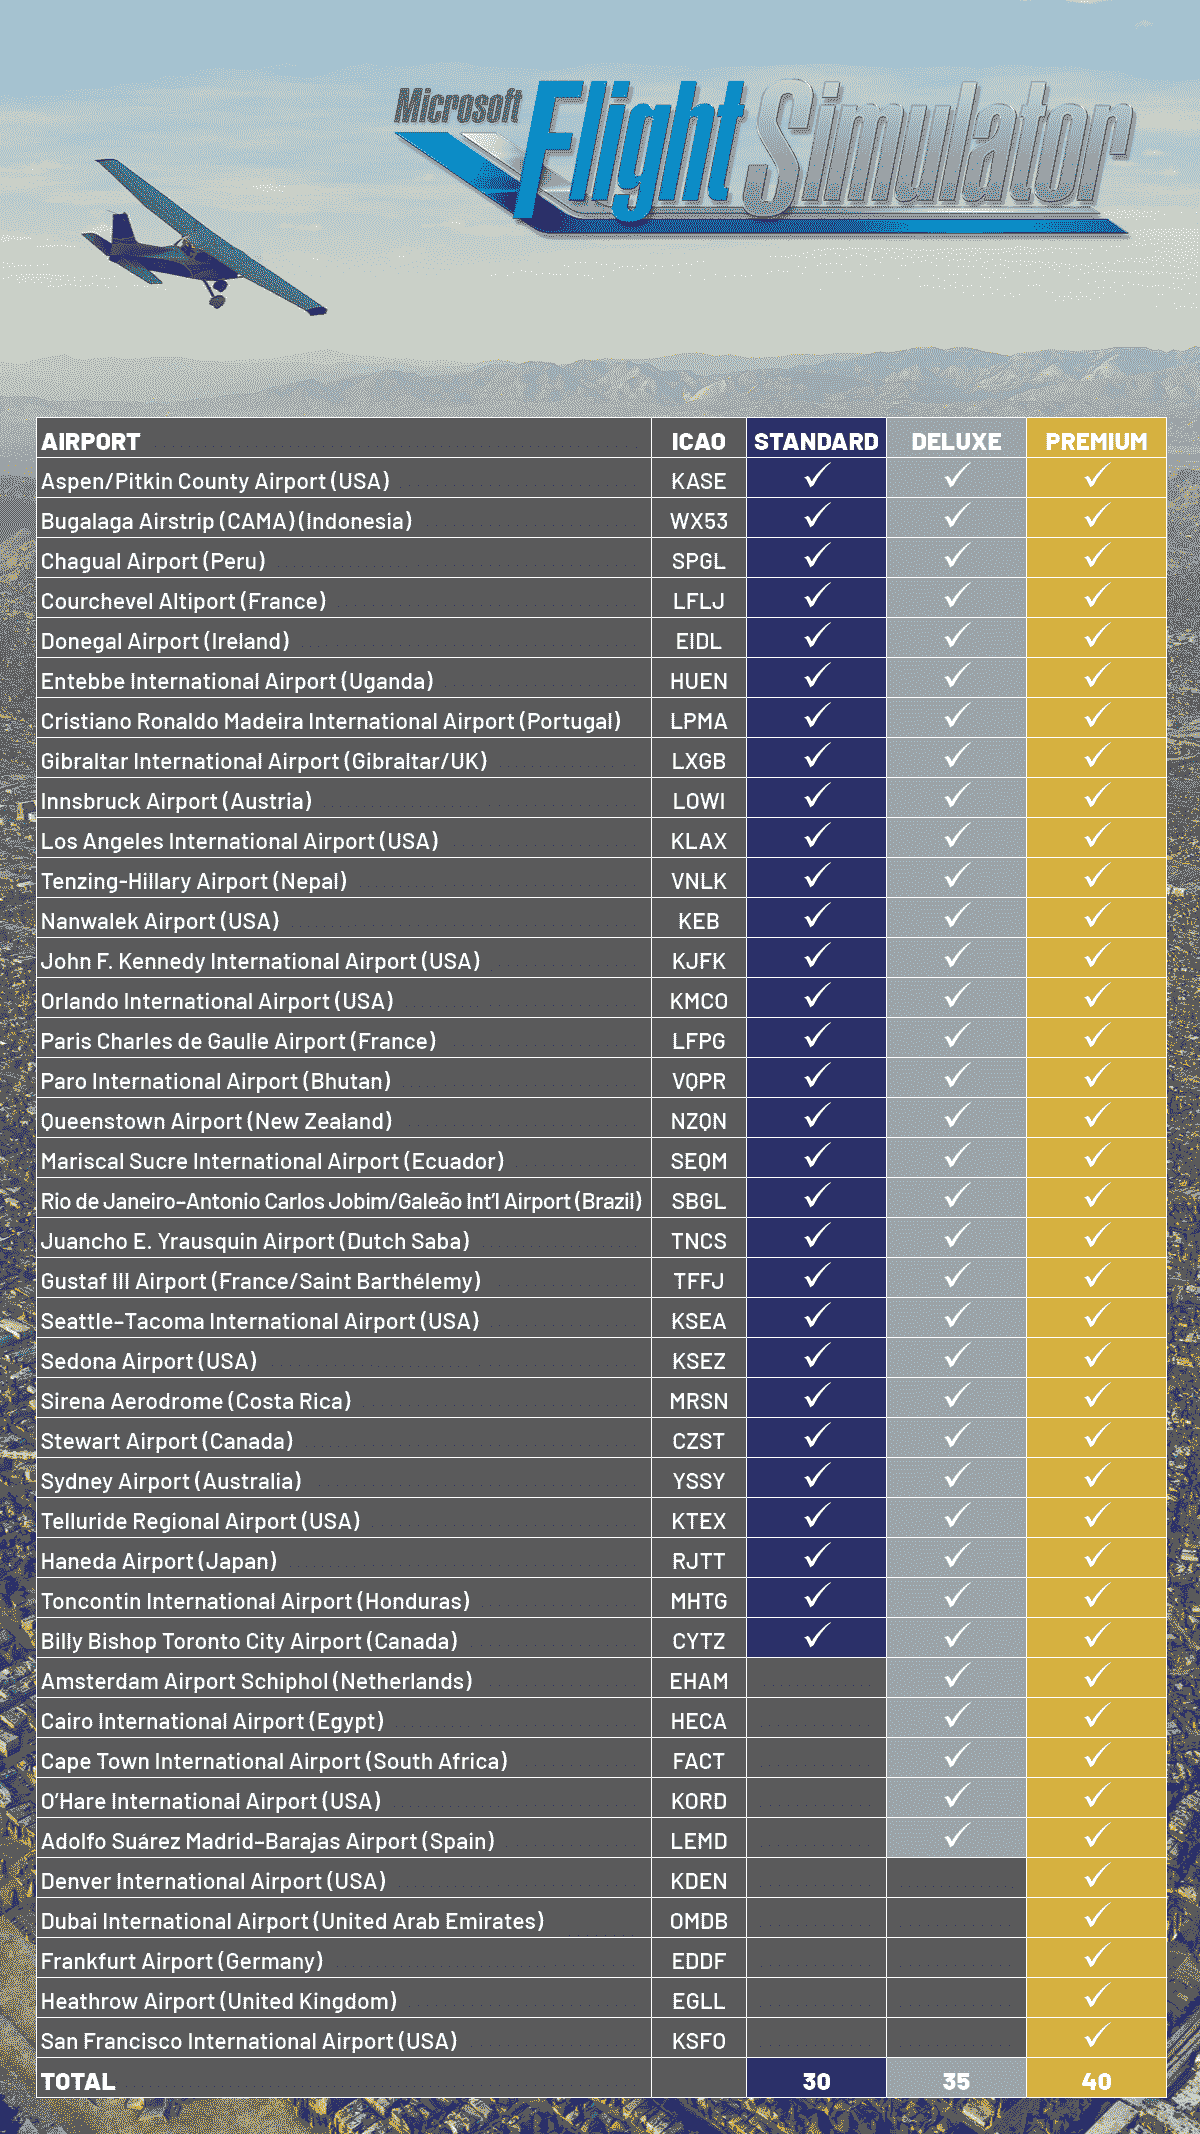 Microsoft Flight Simulator
AIRPORT ICAO STANDARD DELUXE PREMIUM
Aspen/Pitkin County Airport (USA) KASE ✓ ✓ ✓
Bugalaga Airstrip (CAMA) (Indonesia) WX53 ✓ ✓ ✓
Chagual Airport (Peru) SPGL ✓ ✓ ✓
Courchevel Altiport (France) LFLJ ✓ ✓ ✓
Donegal Airport (Ireland) EIDL ✓ ✓ ✓
Entebbe International Airport (Uganda) HUEN ✓ ✓ ✓
Cristiano Ronaldo Madeira International Airport (Portugal) LPMA ✓ ✓ ✓
Gibraltar International Airport (Gibraltar/UK) LXGB ✓ ✓ ✓
Innsbruck Airport (Austria) LOWI ✓ ✓ ✓
Los Angeles International Airport (USA) KLAX ✓ ✓ ✓
Tenzing-Hillary Airport (Nepal) VNLK ✓ ✓ ✓
Nanwalek Airport (USA) KEB ✓ ✓ ✓
John F. Kennedy International Airport (USA) KJFK ✓ ✓ ✓
Orlando International Airport (USA) KMCO ✓ ✓ ✓
Paris Charles de Gaulle Airport (France) LFPG ✓ ✓ ✓
Paro International Airport (Bhutan) VQPR ✓ ✓ ✓
Queenstown Airport (New Zealand) NZQN ✓ ✓ ✓
Mariscal Sucre International Airport (Ecuador) SEQM ✓ ✓ ✓
Rio de Janeiro–Antonio Carlos Jobim/Galeão Int’l Airport (Brazil) SBGL ✓ ✓ ✓
Juancho E. Yrausquin Airport (Dutch Saba) TNCS ✓ ✓ ✓
Gustaf III Airport (France/Saint Barthélemy) TFFJ ✓ ✓ ✓
Seattle–Tacoma International Airport (USA) KSEA ✓ ✓ ✓
Sedona Airport (USA) KSEZ ✓ ✓ ✓
Sirena Aerodrome (Costa Rica) MRSN ✓ ✓ ✓
Stewart Airport (Canada) CZST ✓ ✓ ✓
Sydney Airport (Australia) YSSY ✓ ✓ ✓
Telluride Regional Airport (USA) KTEX ✓ ✓ ✓
Haneda Airport (Japan) RJTT ✓ ✓ ✓
Toncontin International Airport (Honduras) MHTG ✓ ✓ ✓
Billy Bishop Toronto City Airport (Canada) CYTZ ✓ ✓ ✓
Amsterdam Airport Schiphol (Netherlands) EHAM ✓ ✓
Cairo International Airport (Egypt) HECA ✓ ✓
Cape Town International Airport (South Africa) FACT ✓ ✓
O’Hare International Airport (USA) KORD ✓ ✓
Adolfo Suárez Madrid–Barajas Airport (Spain) LEMD ✓ ✓
Denver International Airport (USA) KDEN ✓
Dubai International Airport (United Arab Emirates) OMDB ✓
Frankfurt Airport (Germany) EDDF ✓
Heathrow Airport (United Kingdom) EGLL ✓
San Francisco International Airport (USA) KSFO ✓
TOTAL 30 35 40